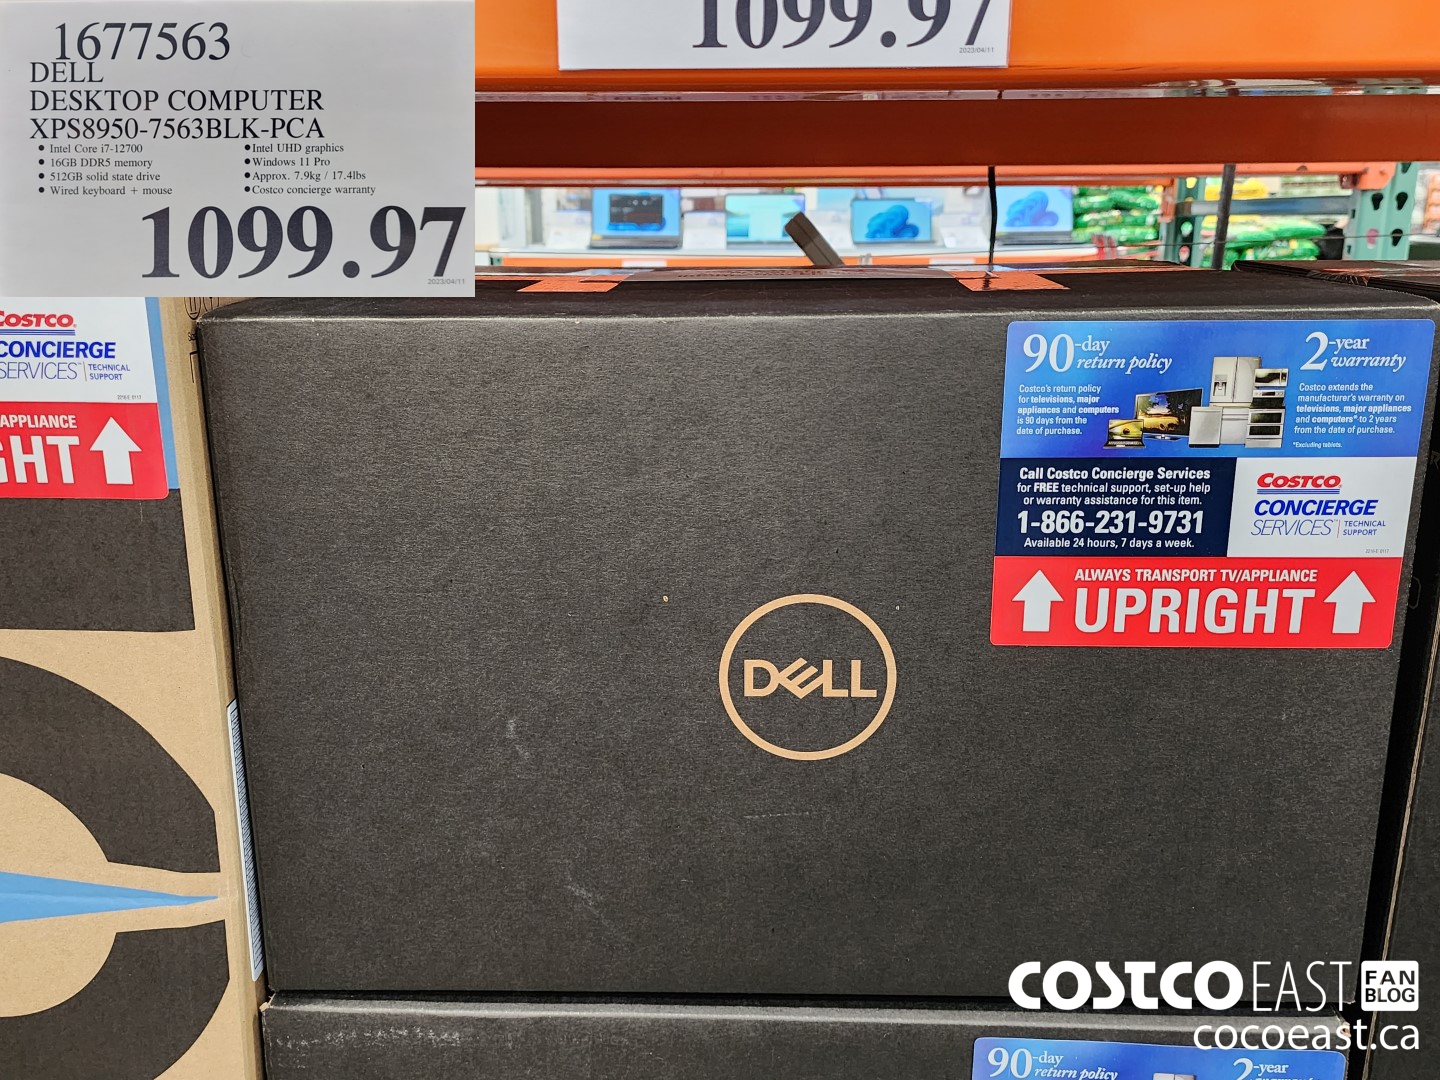 1677563
DELL
DESKTOP COMPUTER
XPS8950-7563BLK-PCA
• Intel Core i7-12700
• 16GB DDR5 memory
• 512GB solid state drive
• Wired keyboard + mouse
• Intel UHD graphics
• Windows 11 Pro
• Approx. 7.9kg / 17.4lbs
• Costco concierge warranty
1099.97
2023/04/11
1099.97
2023/04/11
COSTCO
CONCIERGE
SERVICES™ TECHNICAL
SUPPORT
APPLIANCE
GHT
90-day
return policy
Costco's return policy
for televisions, major
appliances and computers
is 90 days from the
date of purchase.
2-year
warranty
Costco extends the
manufacturer's warranty on
televisions, major appliances
and computers* to 2 years
from the date of purchase.
*Excluding tablets.
Call Costco Concierge Services
for FREE technical support, set-up help
or warranty assistance for this item.
1-866-231-9731
Available 24 hours, 7 days a week.
COSTCO
CONCIERGE
SERVICES™ TECHNICAL
SUPPORT
ALWAYS TRANSPORT TV/APPLIANCE
UPRIGHT
DELL
COSTCO EAST FAN
BLOG
cocoeast.ca
90-day
return policy
2-year